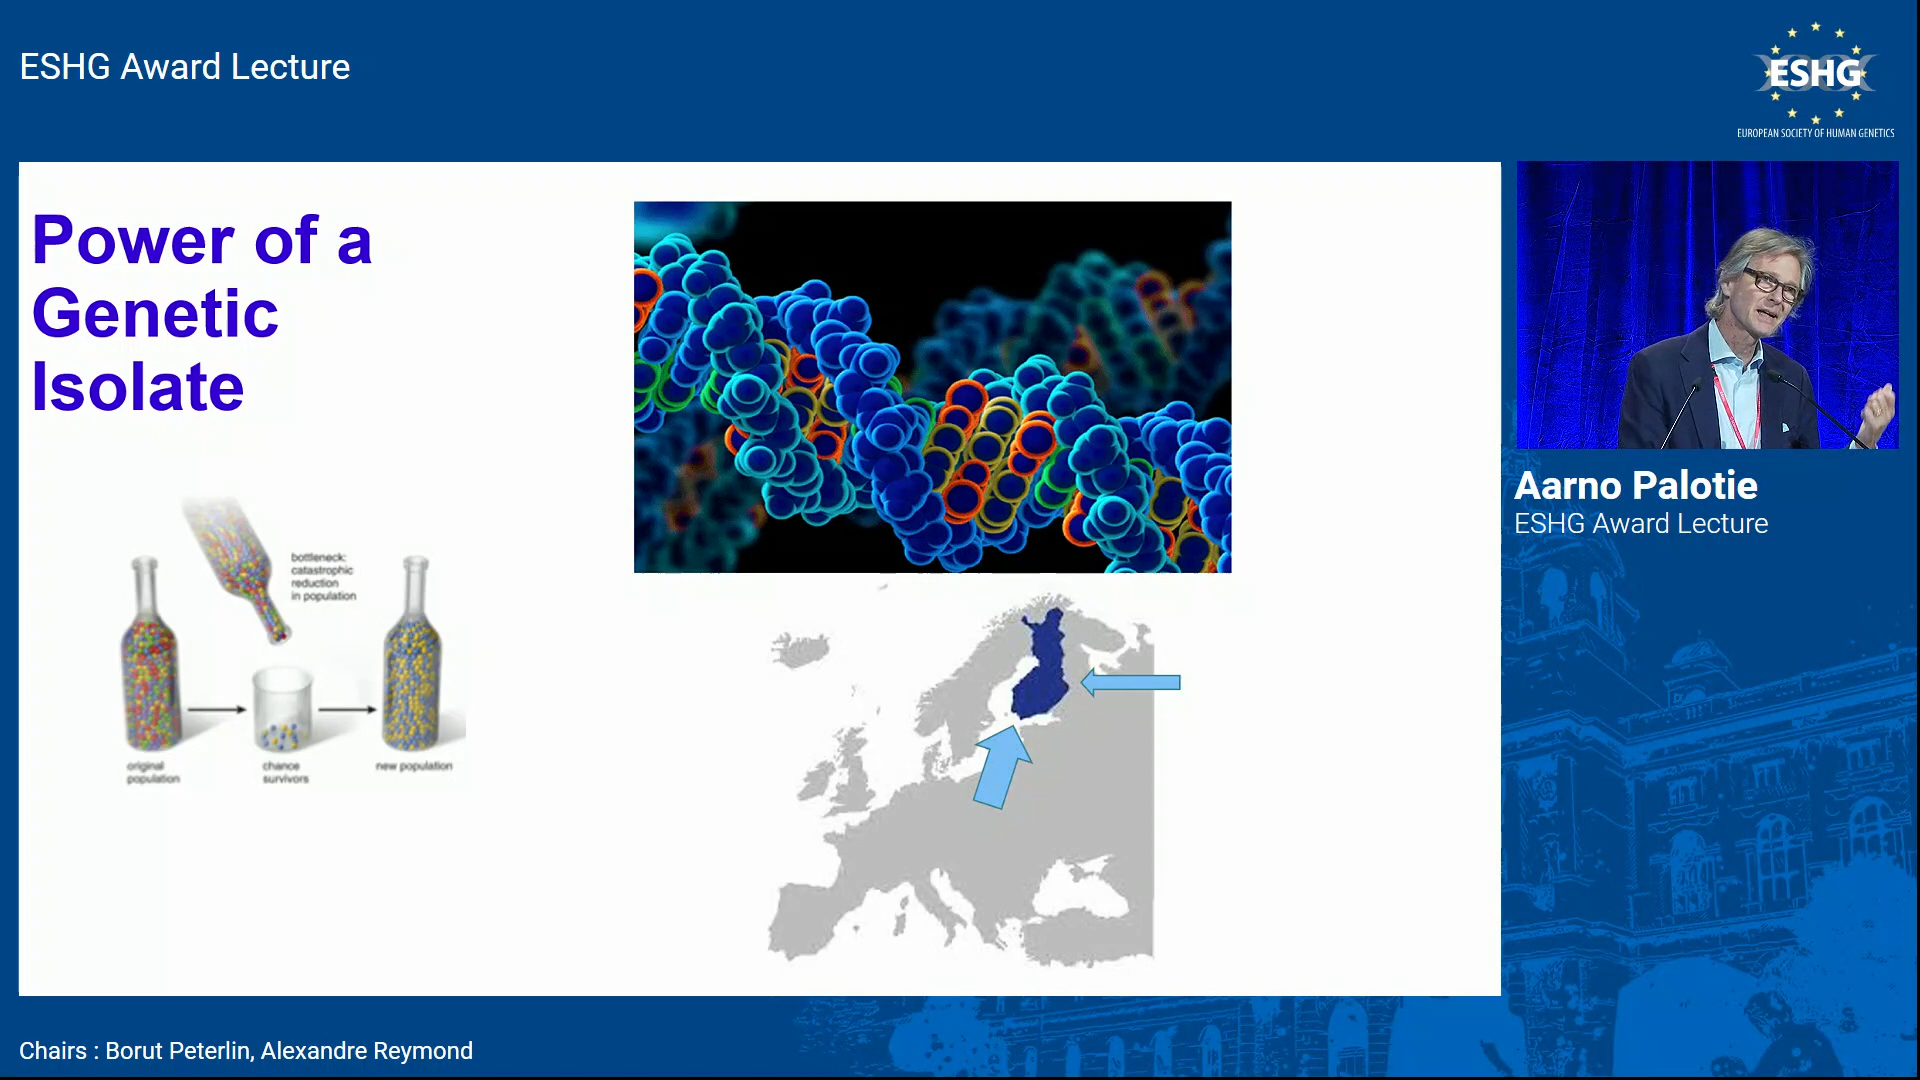 ESHG Award Lecture
ESHG
EUROPEAN SOCIETY OF HUMAN GENETICS
Power of a
Genetic
Isolate
bottleneck:
catastrophic
reduction
in population
original
population
chance
survivors
new population
Aarno Palotie
ESHG Award Lecture
Chairs : Borut Peterlin, Alexandre Reymond